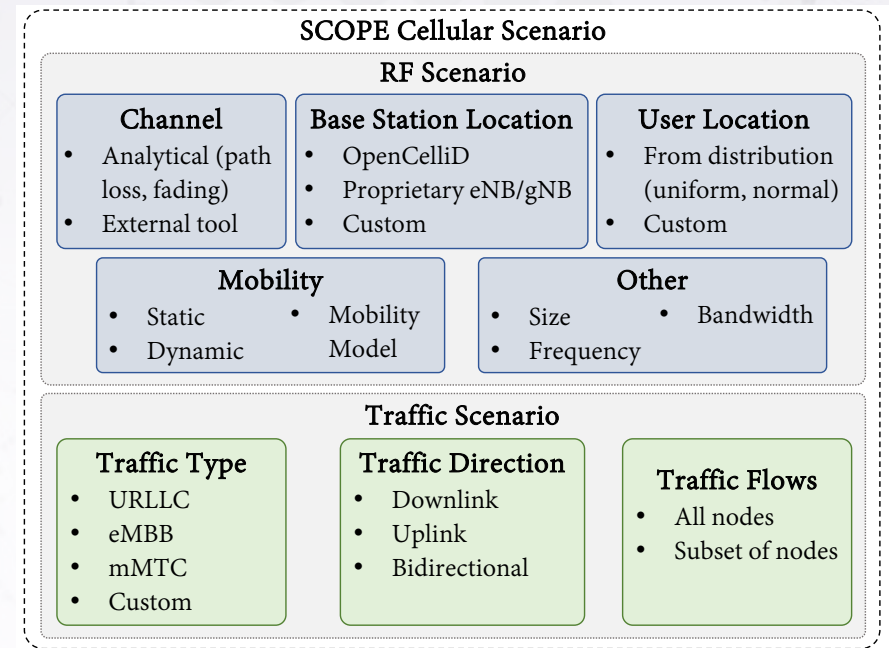 SCOPE Cellular Scenario
RF Scenario
Channel
• Analytical (path
loss, fading)
• External tool
Base Station Location
• OpenCelliD
• Proprietary eNB/gNB
• Custom
User Location
• From distribution
(uniform, normal)
• Custom
Mobility
• Static
• Dynamic
• Mobility
Model
Other
• Size
• Frequency
• Bandwidth
Traffic Scenario
Traffic Type
• URLLC
• eMBB
• mMTC
• Custom
Traffic Direction
• Downlink
• Uplink
• Bidirectional
Traffic Flows
• All nodes
• Subset of nodes